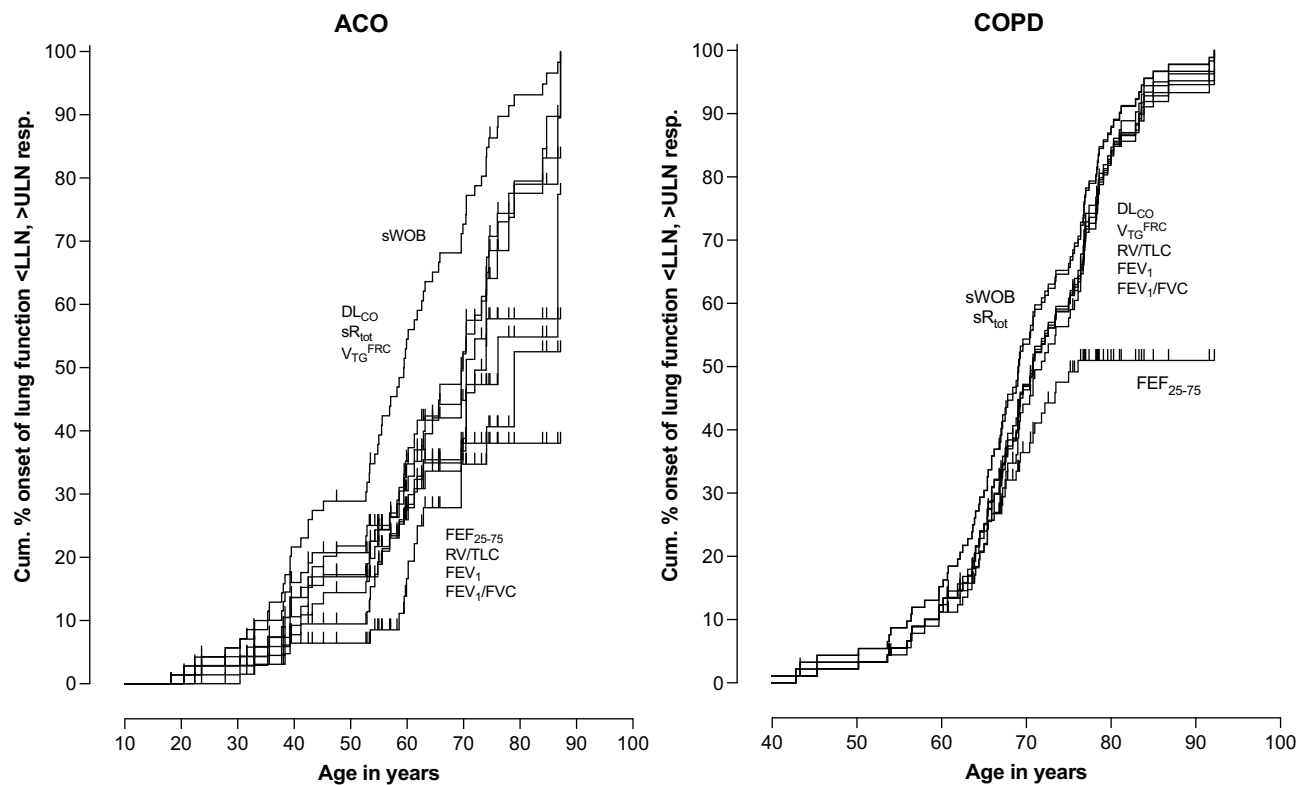 ACO
Cum. % onset of lung function <LLN, >ULN resp.
100
90
80
70
60
50
40
30
20
10
0
sWOB
DLCO
sRtot
VTGFRC
FEF25-75
RV/TLC
FEV1
FEV1/FVC
10 20 30 40 50 60 70 80 90 100
Age in years
COPD
Cum. % onset of lung function <LLN, >ULN resp.
100
90
80
70
60
50
40
30
20
10
0
DLCO
VTGFRC
RV/TLC
FEV1
FEV1/FVC
sWOB
sRtot
FEF25-75
40 50 60 70 80 90 100
Age in years